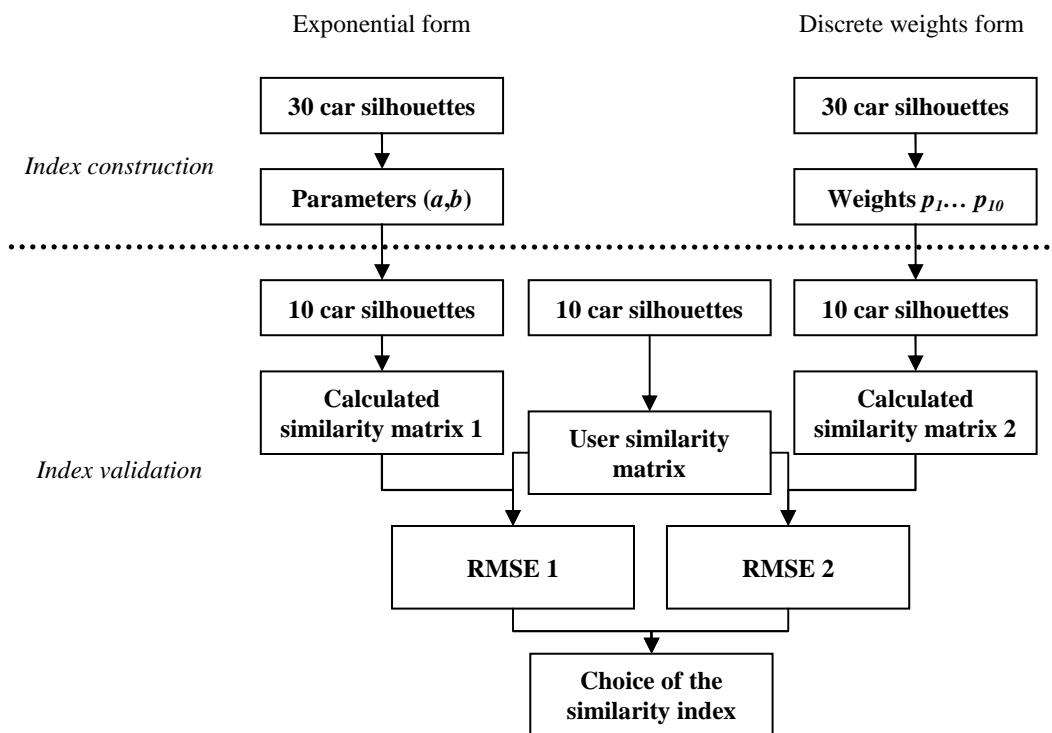 Exponential form
Discrete weights form
30 car silhouettes
30 car silhouettes
Index construction
Parameters (a,b)
Weights p1… p10
10 car silhouettes
10 car silhouettes
10 car silhouettes
Calculated
similarity matrix 1
Calculated
similarity matrix 2
User similarity
matrix
Index validation
RMSE 1
RMSE 2
Choice of the
similarity index